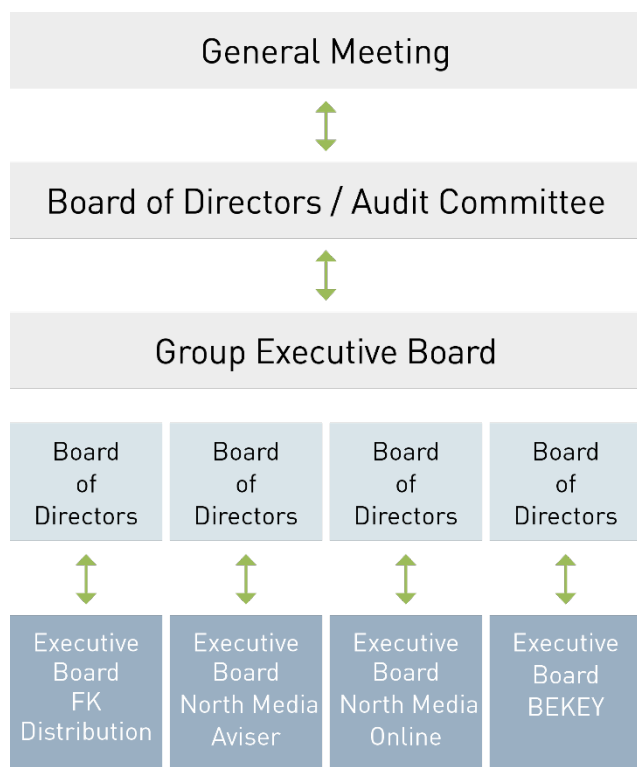 General Meeting
Board of Directors / Audit Committee
Group Executive Board
Board
of
Directors
Board
of
Directors
Board
of
Directors
Board
of
Directors
Executive
Board
FK
Distribution
Executive
Board
North Media
Aviser
Executive
Board
North Media
Online
Executive
Board
BEKEY